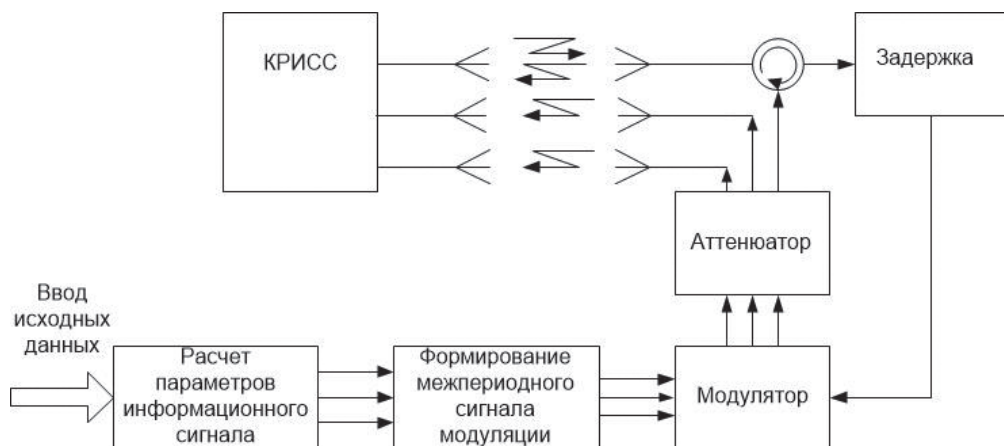 КРИСС
Задержка
Аттенюатор
Ввод
исходных
данных
Расчет
параметров
информационного
сигнала
Формирование
межпериодного
сигнала
модуляции
Модулятор